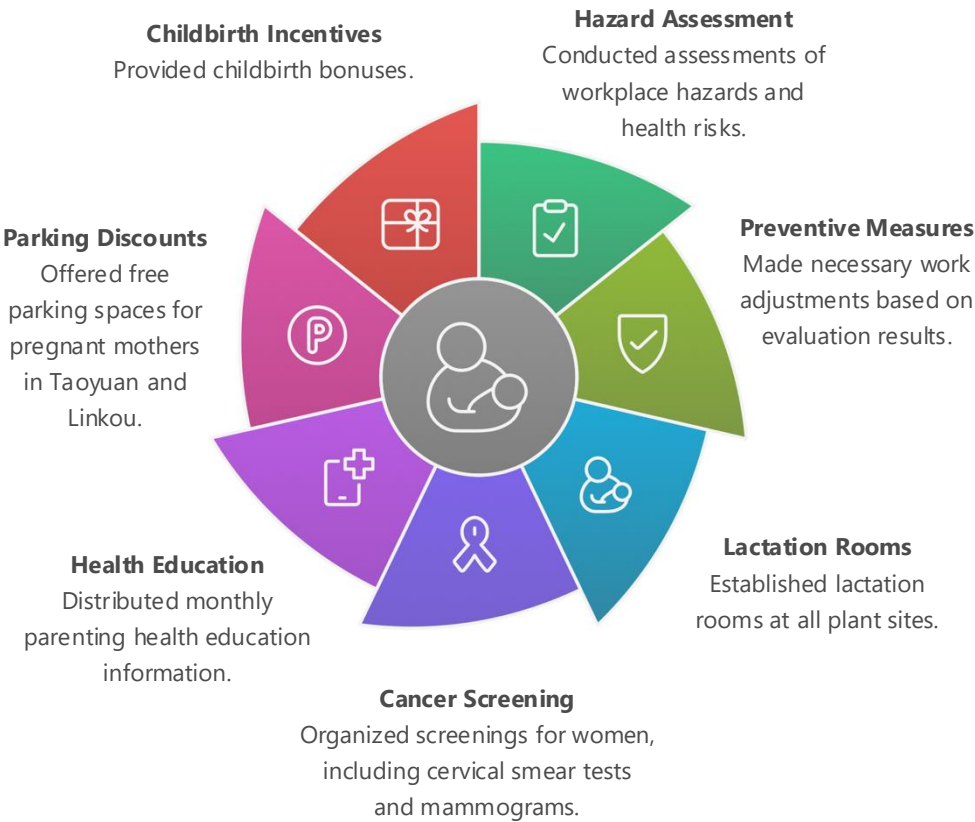 Childbirth Incentives
Provided childbirth bonuses.
Hazard Assessment
Conducted assessments of
workplace hazards and
health risks.
Preventive Measures
Made necessary work
adjustments based on
evaluation results.
Lactation Rooms
Established lactation
rooms at all plant sites.
Cancer Screening
Organized screenings for women,
including cervical smear tests
and mammograms.
Health Education
Distributed monthly
parenting health education
information.
Parking Discounts
Offered free
parking spaces for
pregnant mothers
in Taoyuan and
Linkou.
P